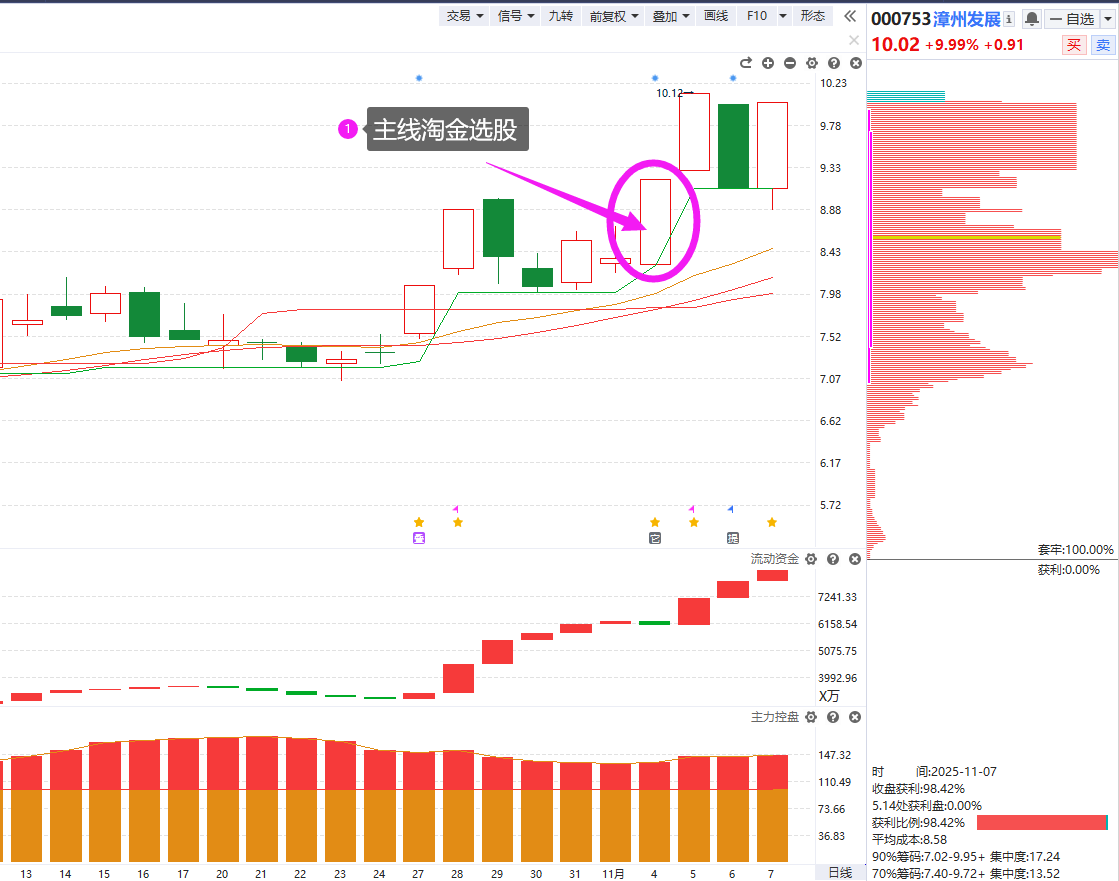 交易 信号 九转 前复权 叠加 画线 F10 形态
000753漳州发展 自选
10.02 +9.99% +0.91 买 卖
10.23
10.12
9.78
1 主线淘金选股
9.33
8.88
8.43
7.98
7.52
7.07
6.62
6.17
5.72
提
套牢:100.00%
获利:0.00%
流动资金
7241.33
6158.54
5075.75
3992.96
X万
主力控盘
147.32
110.49
73.66
36.83
时 间:2025-11-07
收盘获利:98.42%
5.14处获利盘:0.00%
获利比例:98.42%
平均成本:8.58
90%筹码:7.02-9.95+ 集中度:17.24
70%筹码:7.40-9.72+ 集中度:13.52
13 14 15 16 17 20 21 22 23 24 27 28 29 30 31 11月 4 5 6 7 日线